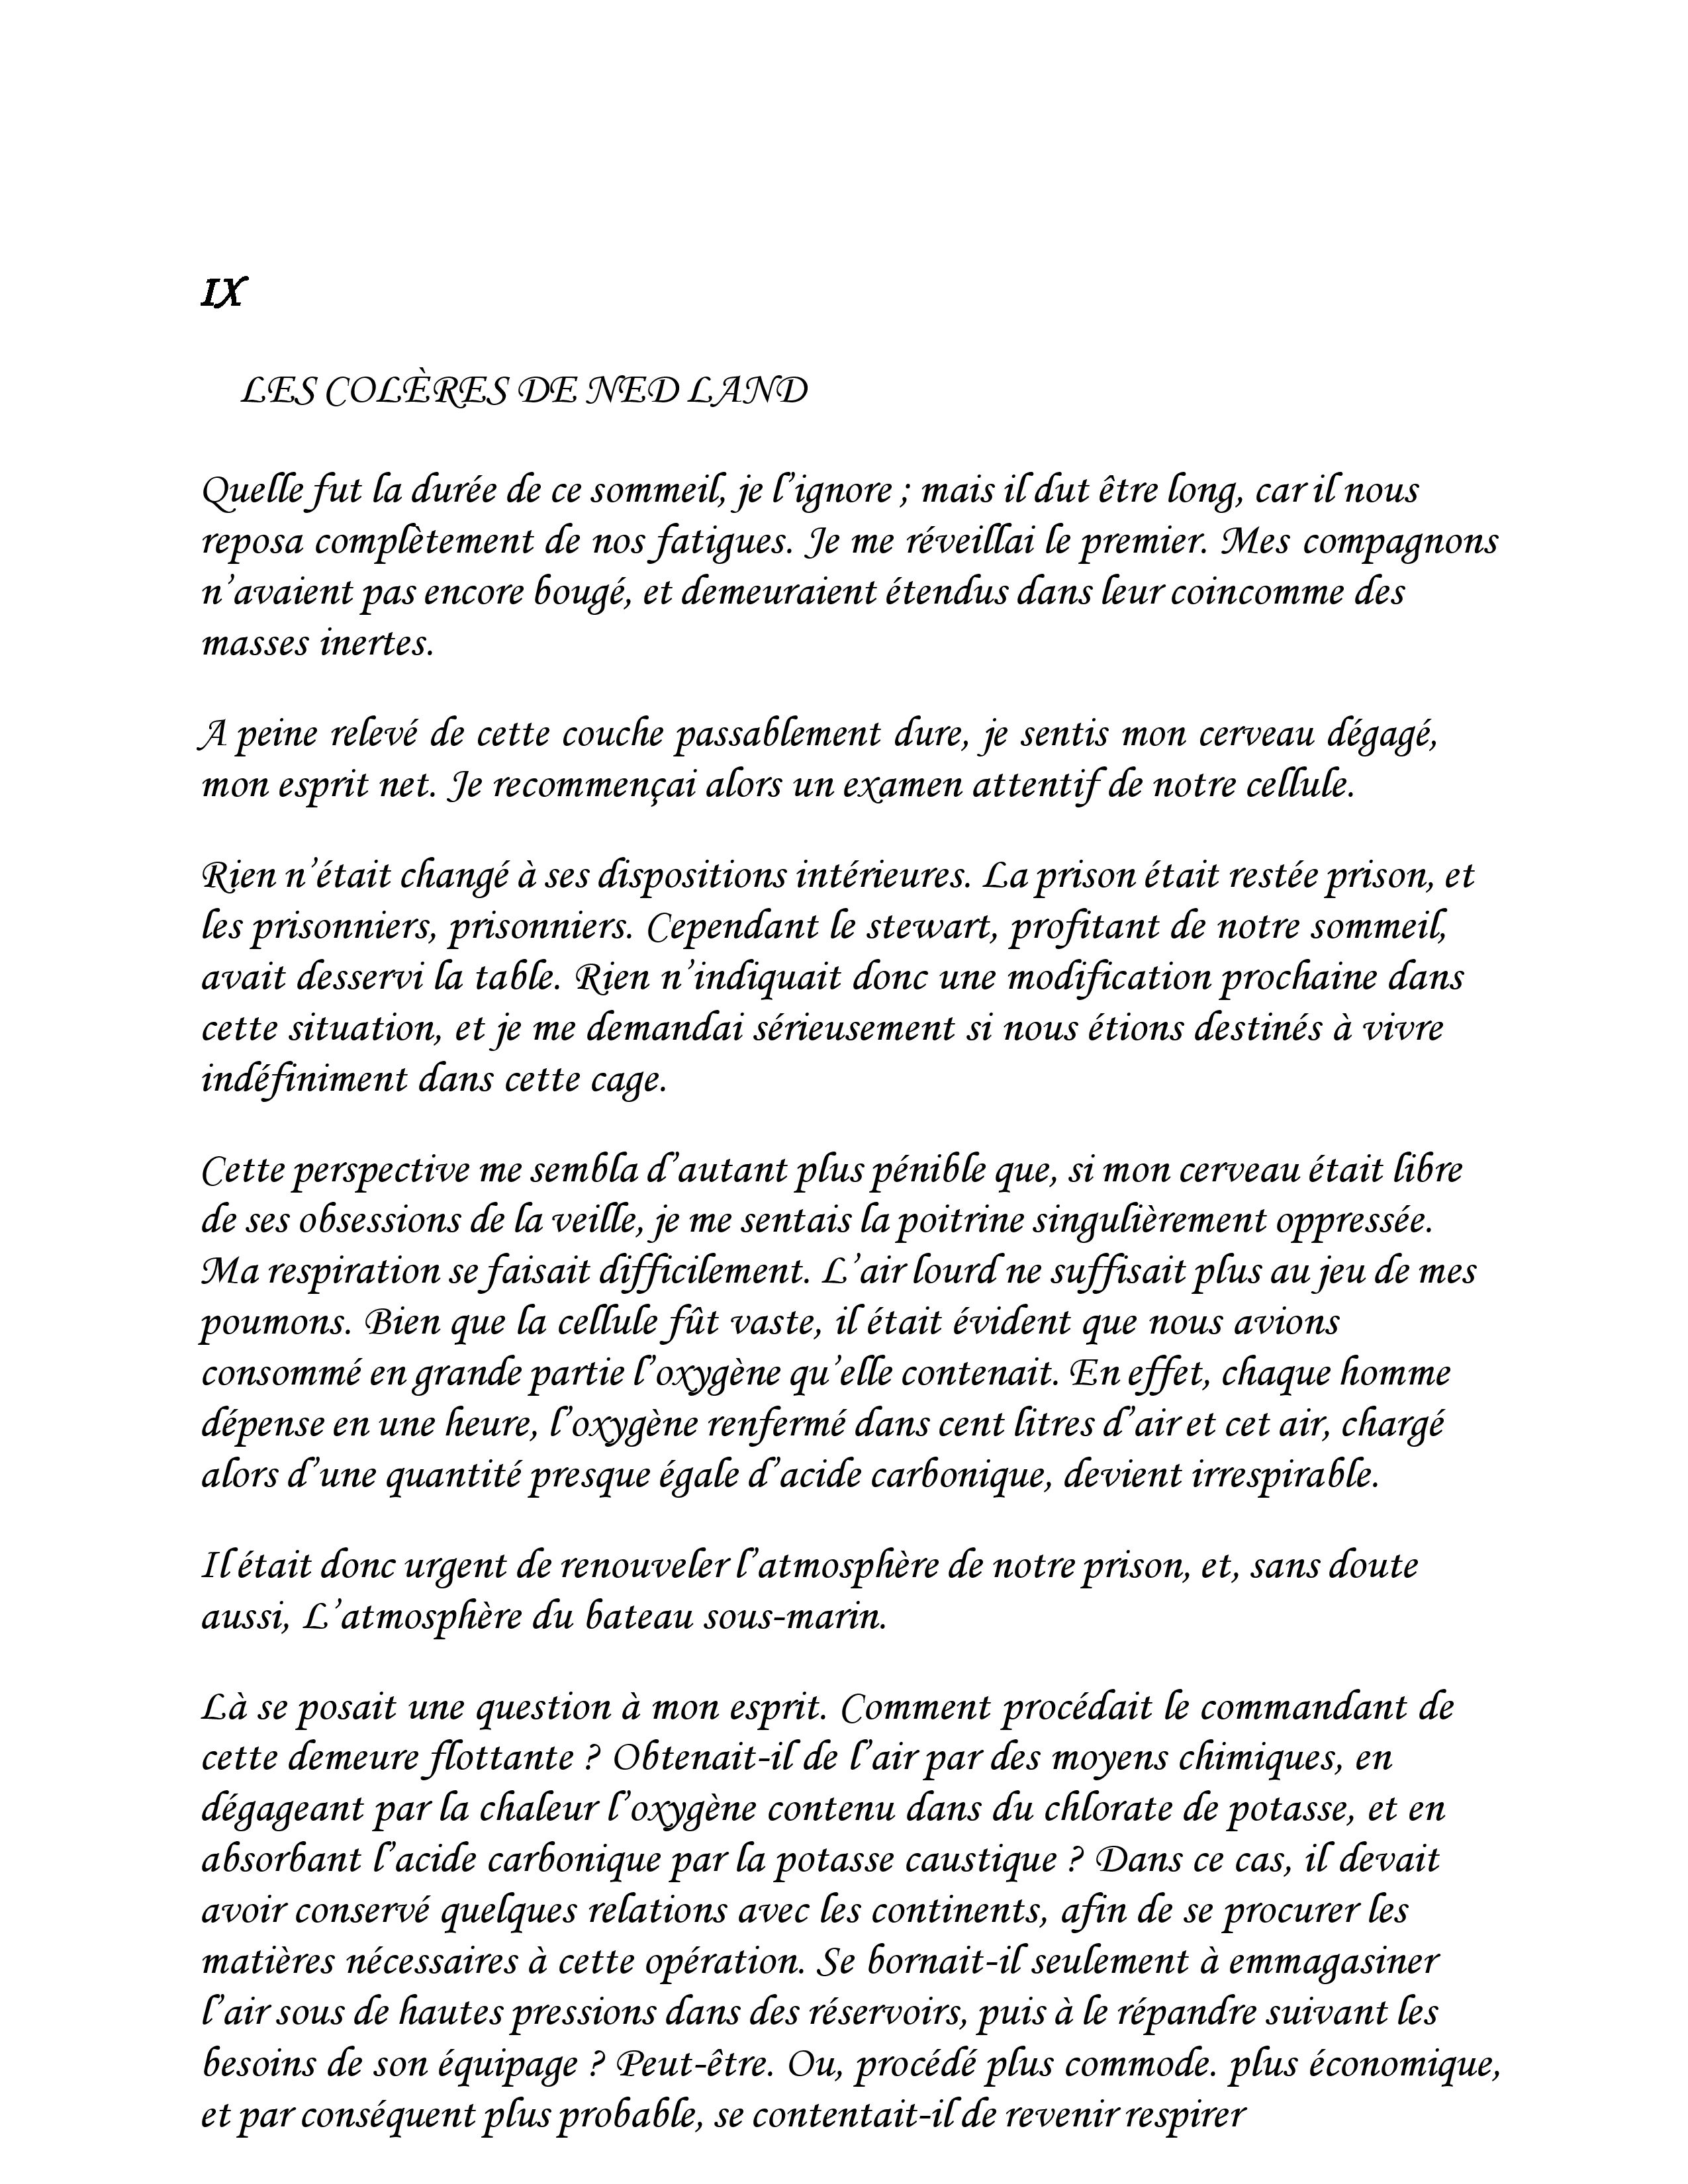 IX
LES COLÈRES DE NED LAND
Quelle fut la durée de ce sommeil, je l’ignore ; mais il dut être long, car il nous
reposa complètement de nos fatigues. Je me réveillai le premier. Mes compagnons
n’avaient pas encore bougé, et demeuraient étendus dans leur coincomme des
masses inertes.
A peine relevé de cette couche passablement dure, je sentis mon cerveau dégagé,
mon esprit net. Je recommençai alors un examen attentif de notre cellule.
Rien n’était changé à ses dispositions intérieures. La prison était restée prison, et
les prisonniers, prisonniers. Cependant le stewart, profitant de notre sommeil,
avait desservi la table. Rien n’indiquait donc une modification prochaine dans
cette situation, et je me demandai sérieusement si nous étions destinés à vivre
indéfiniment dans cette cage.
Cette perspective me sembla d’autant plus pénible que, si mon cerveau était libre
de ses obsessions de la veille, je me sentais la poitrine singulièrement oppressée.
Ma respiration se faisait difficilement. L’air lourd ne suffisait plus au jeu de mes
poumons. Bien que la cellule fût vaste, il était évident que nous avions
consommé en grande partie l’oxygène qu’elle contenait. En effet, chaque homme
dépense en une heure, l’oxygène renfermé dans cent litres d’air et cet air, chargé
alors d’une quantité presque égale d’acide carbonique, devient irrespirable.
Il était donc urgent de renouveler l’atmosphère de notre prison, et, sans doute
aussi, L’atmosphère du bateau sous-marin.
Là se posait une question à mon esprit. Comment procédait le commandant de
cette demeure flottante ? Obtenait-il de l’air par des moyens chimiques, en
dégageant par la chaleur l’oxygène contenu dans du chlorate de potasse, et en
absorbant l’acide carbonique par la potasse caustique ? Dans ce cas, il devait
avoir conservé quelques relations avec les continents, afin de se procurer les
matières nécessaires à cette opération. Se bornait-il seulement à emmagasiner
l’air sous de hautes pressions dans des réservoirs, puis à le répandre suivant les
besoins de son équipage ? Peut-être. Ou, procédé plus commode. plus économique,
et par conséquent plus probable, se contentait-il de revenir respirer